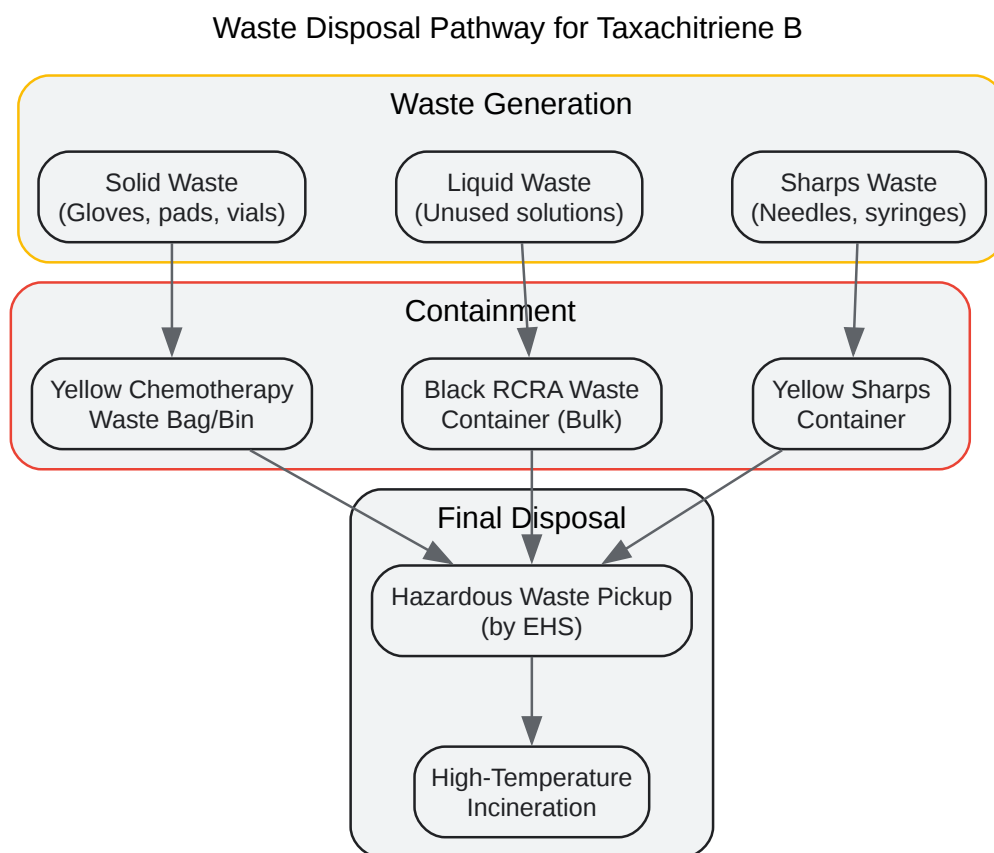 Waste Disposal Pathway for Taxachitriene B
Waste Generation
Solid Waste
(Gloves, pads, vials)
Liquid Waste
(Unused solutions)
Sharps Waste
(Needles, syringes)
Containment
Yellow Chemotherapy
Waste Bag/Bin
Black RCRA Waste
Container (Bulk)
Yellow Sharps
Container
Final Disposal
Hazardous Waste Pickup
(by EHS)
High-Temperature
Incineration